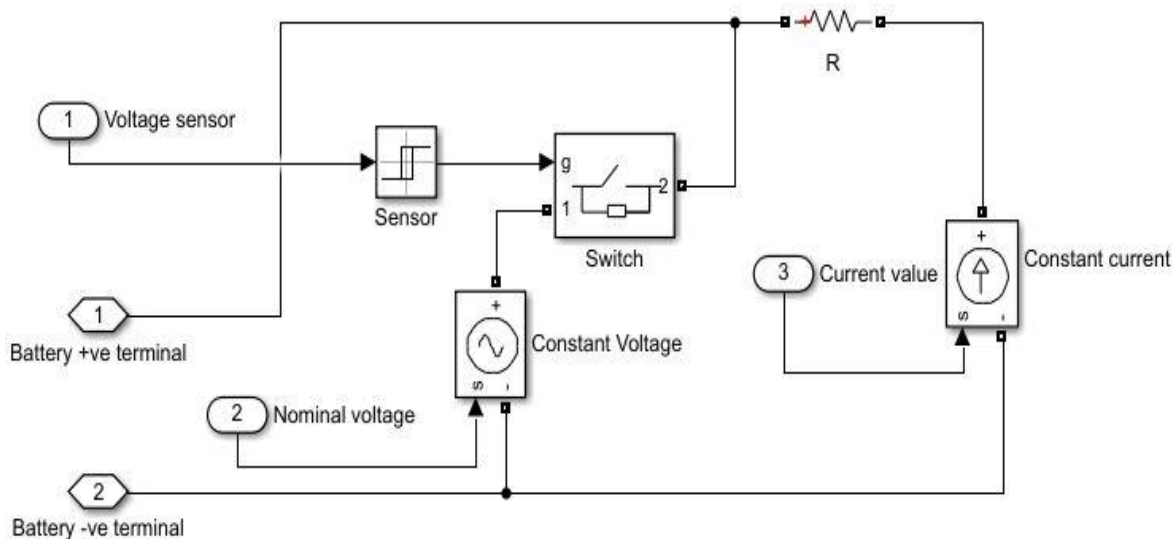 R
1 Voltage sensor
g
1
2
Sensor
Switch
3 Current value
+
Constant current
s
-
1
Battery +ve terminal
+
Constant Voltage
s
-
2 Nominal voltage
2
Battery -ve terminal